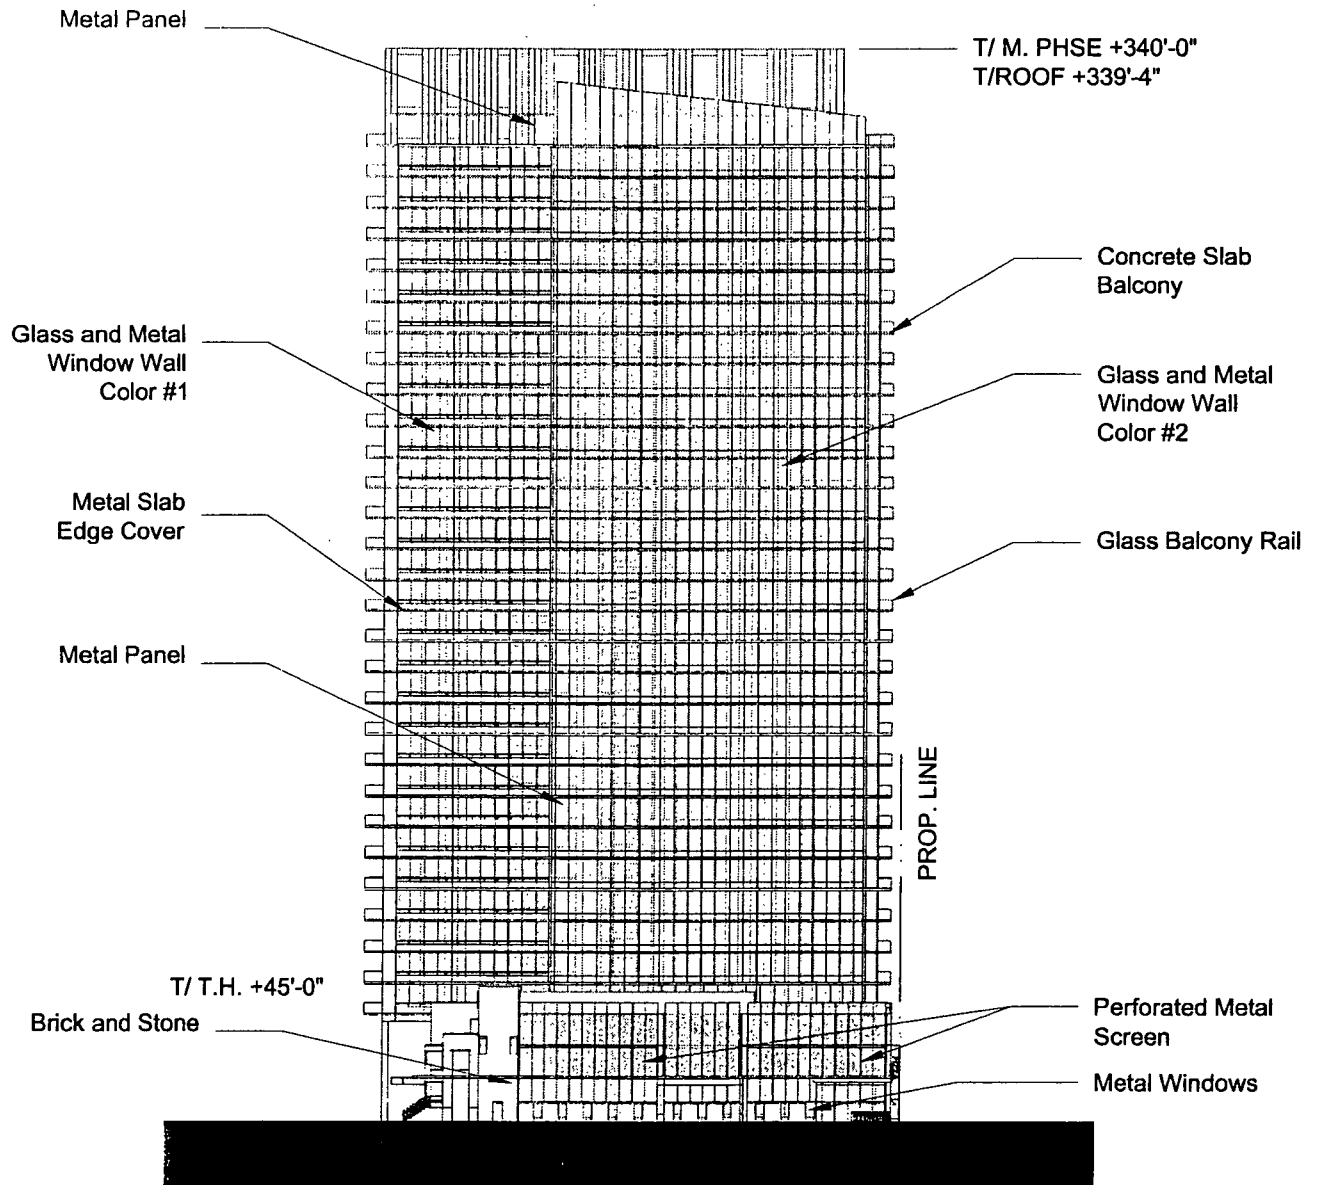 Metal Panel
T/ M. PHSE +340'-0"
T/ROOF +339'-4"
Concrete Slab
Balcony
Glass and Metal
Window Wall
Color #1
Glass and Metal
Window Wall
Color #2
Metal Slab
Edge Cover
Glass Balcony Rail
Metal Panel
PROP. LINE
T/ T.H. +45'-0"
Brick and Stone
Perforated Metal
Screen
Metal Windows